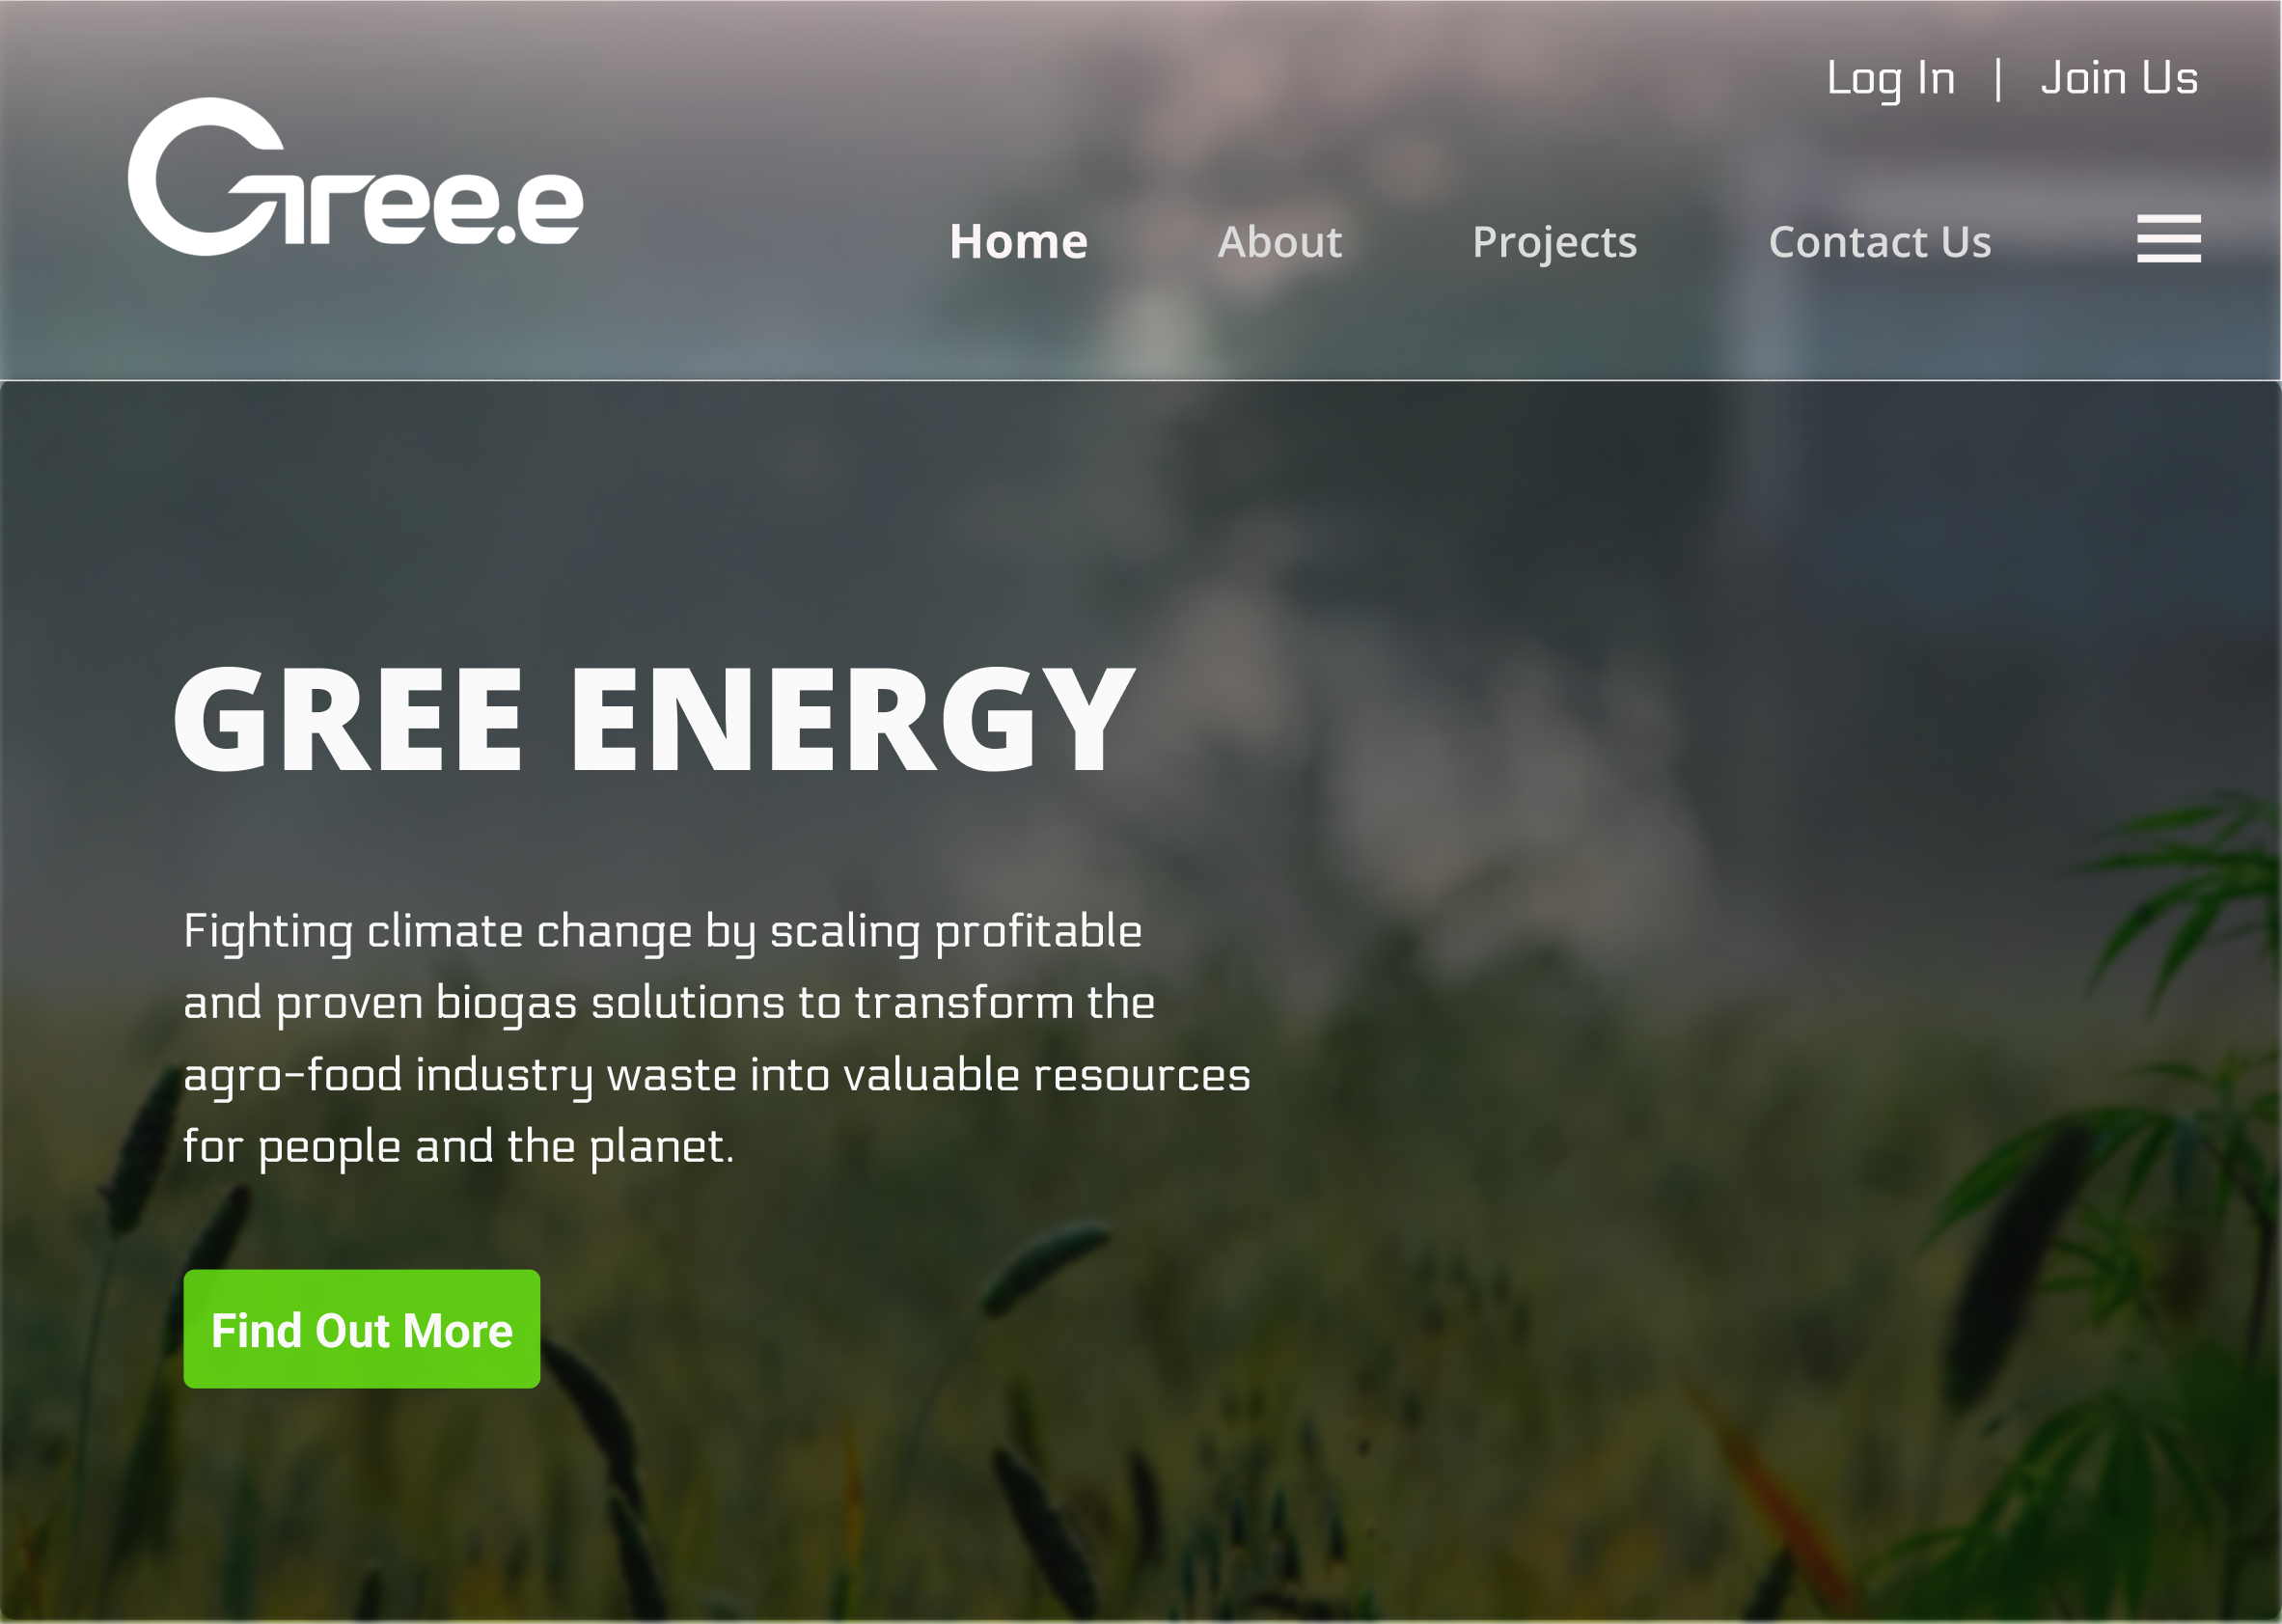 Log In | Join Us
Gree.e
Home About Projects Contact Us
GREE ENERGY
Fighting climate change by scaling profitable
and proven biogas solutions to transform the
agro-food industry waste into valuable resources
for people and the planet.
Find Out More